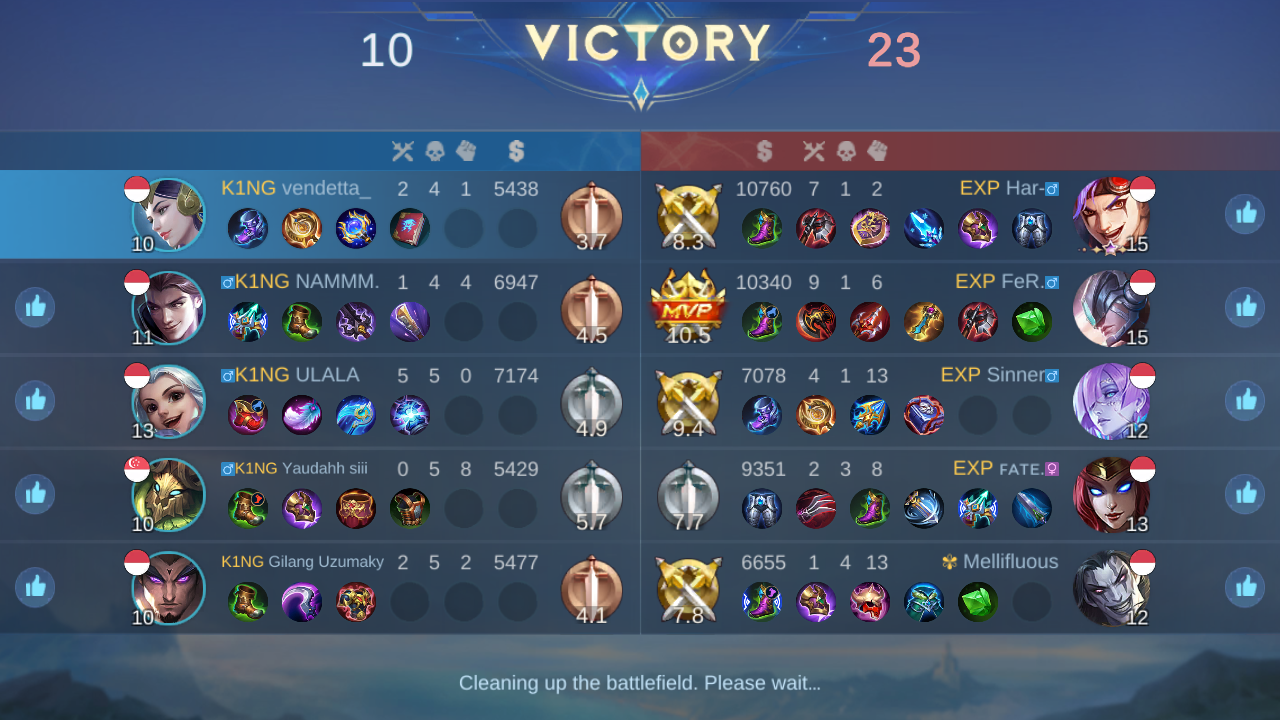 10 VICTORY 23
K1NG vendetta_ 2 4 1 5438
10 3.7
8.3 10760 7 1 2 EXP Har-
15
K1NG NAMMM. 1 4 4 6947
11 4.5
MVP 10.5 10340 9 1 6 EXP FeR.
15
K1NG ULALA 5 5 0 7174
13 4.9
9.4 7078 4 1 13 EXP Sinner
12
K1NG Yaudahh siii 0 5 8 5429
10 5.7
7.7 9351 2 3 8 EXP ꜰᴀᴛᴇ.
13
K1NG Gilang Uzumaky 2 5 2 5477
10 4.1
7.8 6655 1 4 13 Mellifluous
12
Cleaning up the battlefield. Please wait...